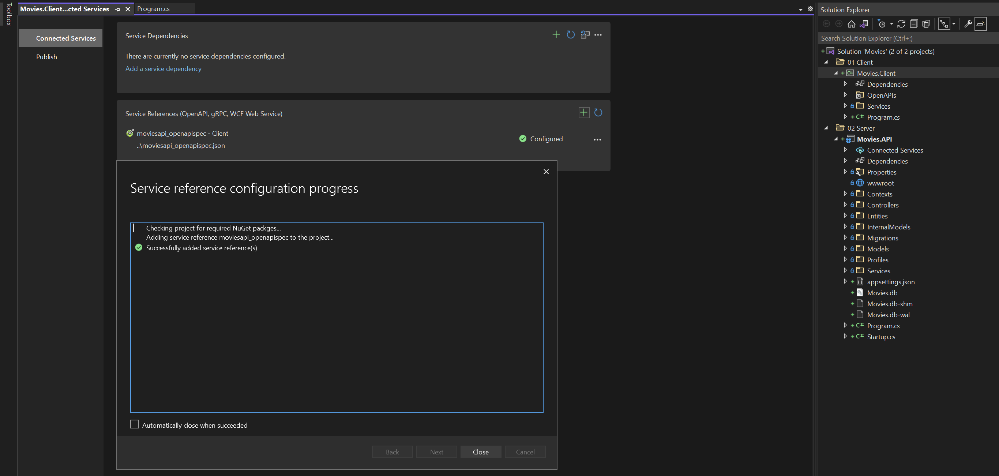 Toolbox
Movies.Client...cted Services
Program.cs
Connected Services
Publish
Service Dependencies
There are currently no service dependencies configured.
Add a service dependency
Service References (OpenAPI, gRPC, WCF Web Service)
moviesapi_openapispec - Client
..\moviesapi_openapispec.json
Configured
Service reference configuration progress
Checking project for required NuGet packges...
Adding service reference moviesapi_openapispec to the project...
Successfully added service reference(s)
Automatically close when succeeded
Back
Next
Close
Cancel
Solution Explorer
Search Solution Explorer (Ctrl+;)
Solution 'Movies' (2 of 2 projects)
01 Client
C# Movies.Client
Dependencies
OpenAPIs
Services
C# Program.cs
02 Server
Movies.API
Connected Services
Dependencies
Properties
wwwroot
Contexts
Controllers
Entities
InternalModels
Migrations
Models
Profiles
Services
appsettings.json
Movies.db
Movies.db-shm
Movies.db-wal
C# Program.cs
C# Startup.cs